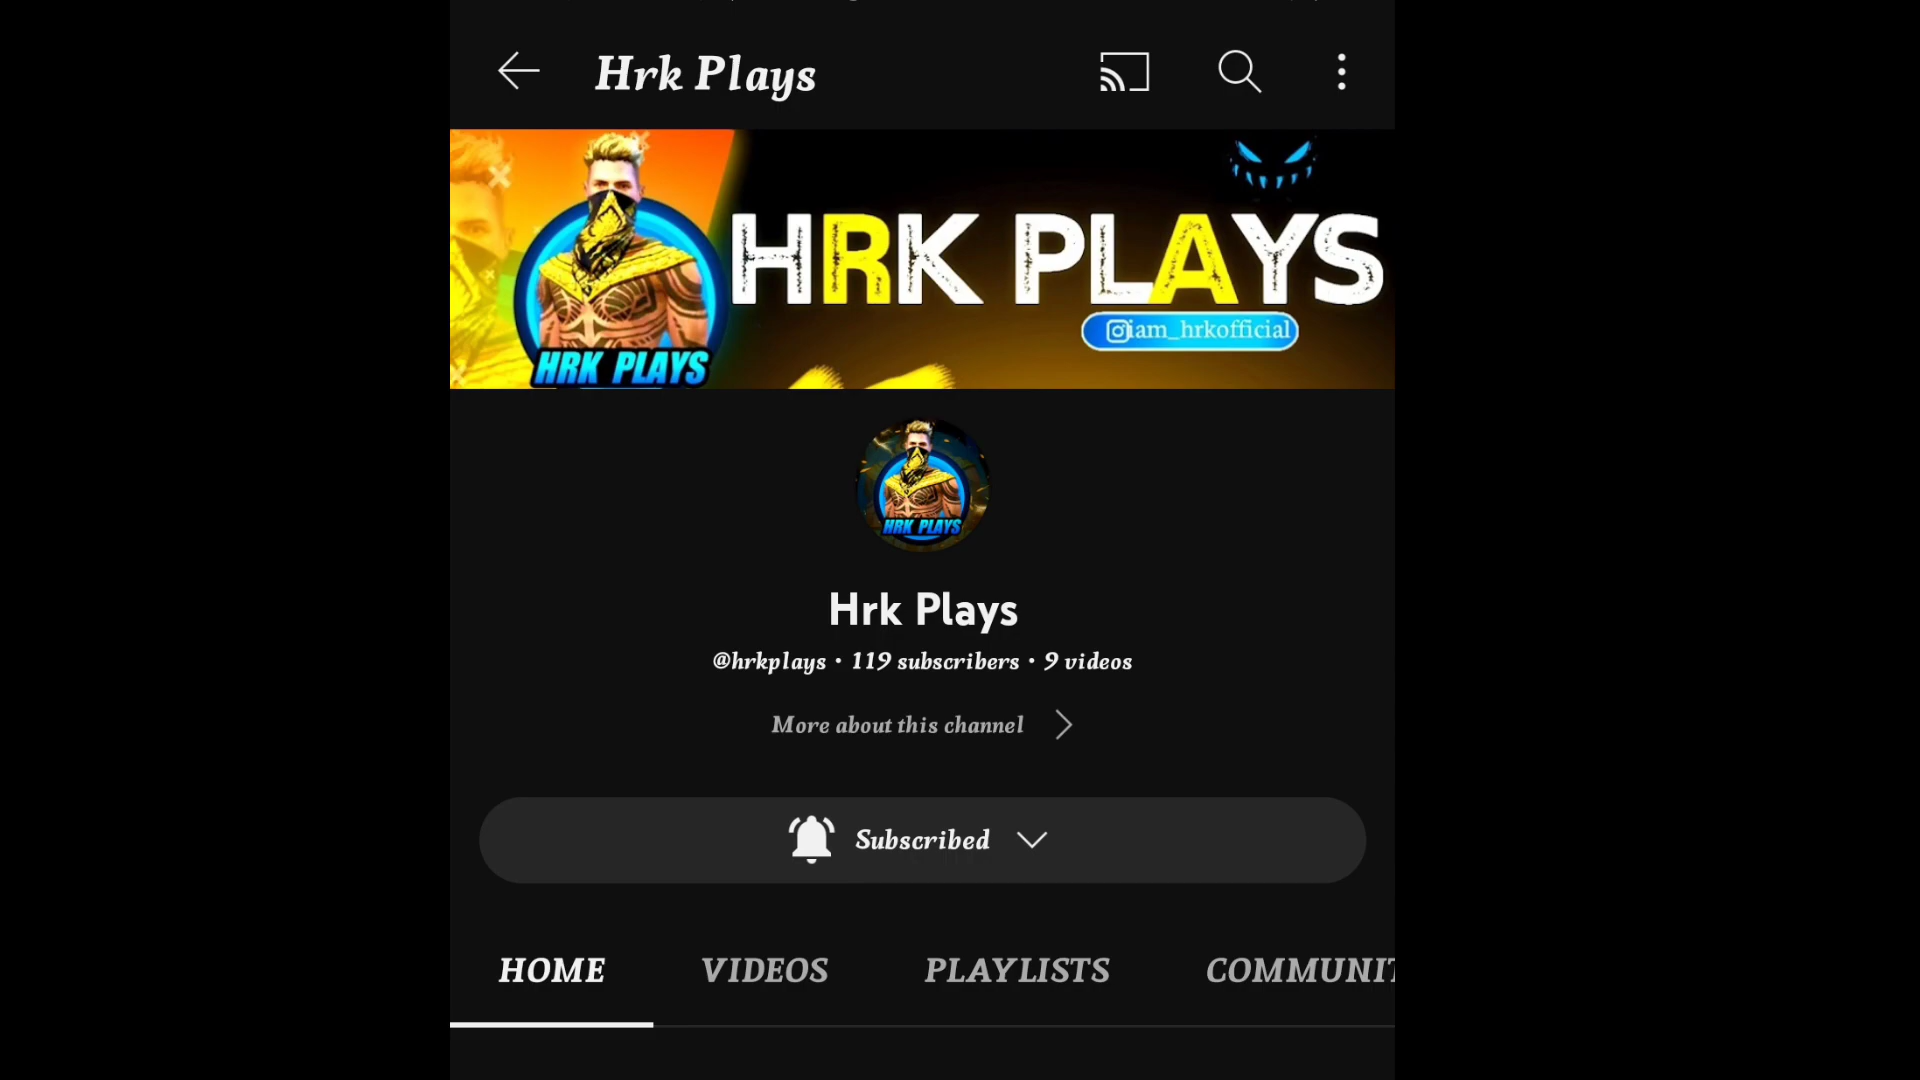 Hrk Plays
HRK PLAYS
iam_hrkofficial
HRK PLAYS
HRK PLAYS
Hrk Plays
@hrkplays • 119 subscribers • 9 videos
More about this channel
Subscribed
HOME VIDEOS PLAYLISTS COMMUNIT